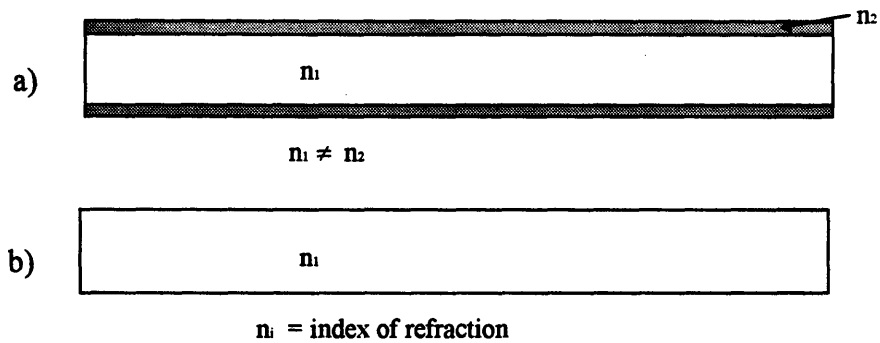 n₂
a)
n₁
n₁ ≠ n₂
b)
n₁
nᵢ = index of refraction